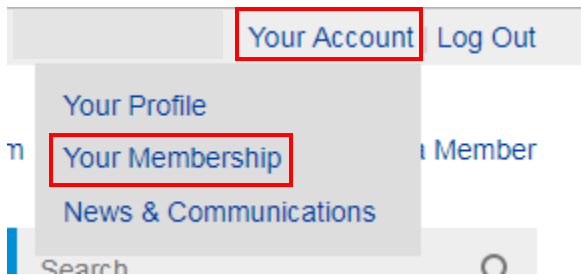 Your Account | Log Out
Your Profile
m
a Member
Your Membership
News & Communications
Search